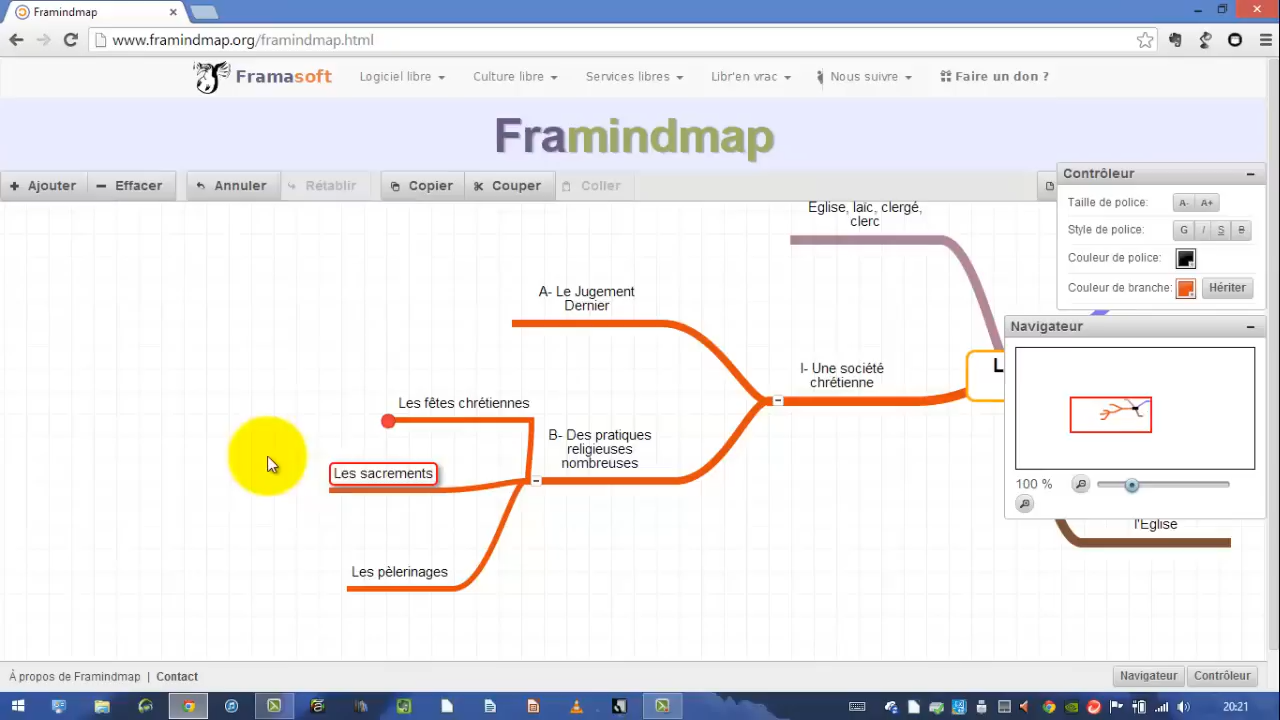 Framindmap
www.framindmap.org/framindmap.html
Framasoft
Logiciel libre
Culture libre
Services libres
Libr'en vrac
Nous suivre
Faire un don ?
Framindmap
Ajouter
Effacer
Annuler
Rétablir
Copier
Couper
Coller
Contrôleur
Taille de police:
A-
A+
Style de police:
G
I
S
B
Couleur de police:
Couleur de branche:
Hériter
Navigateur
100 %
Eglise, laïc, clergé,
clerc
A- Le Jugement
Dernier
I- Une société
chrétienne
L
Les fêtes chrétiennes
B- Des pratiques
religieuses
nombreuses
Les sacrements
Les pèlerinages
l'Eglise
À propos de Framindmap | Contact
Navigateur
Contrôleur
20:21